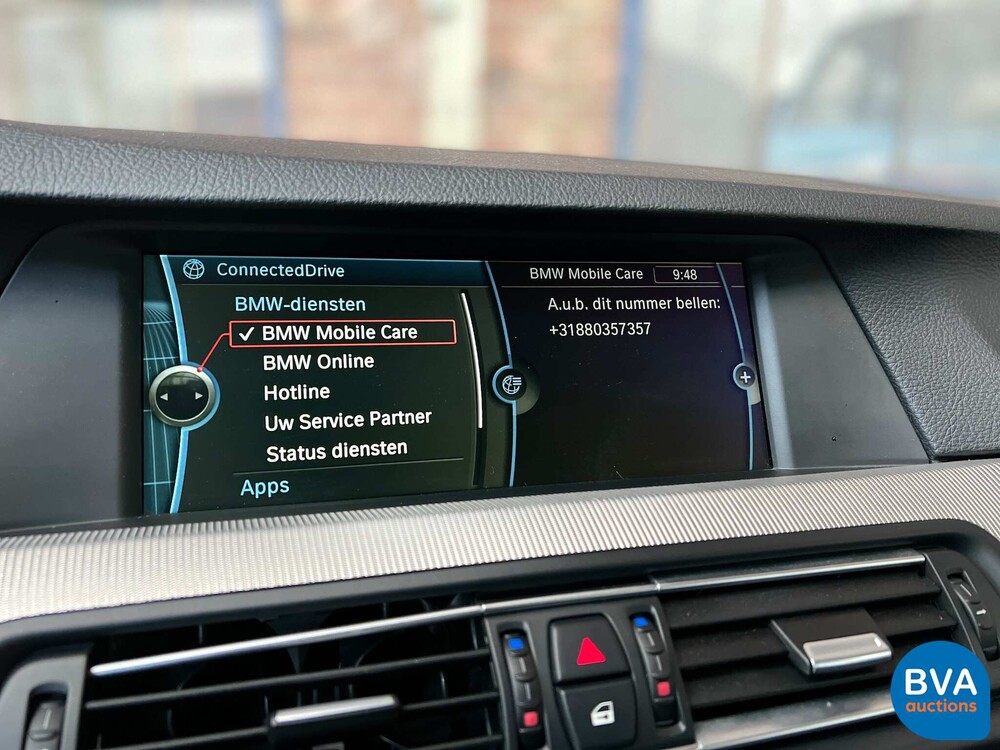 ConnectedDrive
BMW-diensten
✓ BMW Mobile Care
BMW Online
Hotline
Uw Service Partner
Status diensten
Apps
BMW Mobile Care 9:48
A.u.b. dit nummer bellen:
+31880357357
BVA
auctions